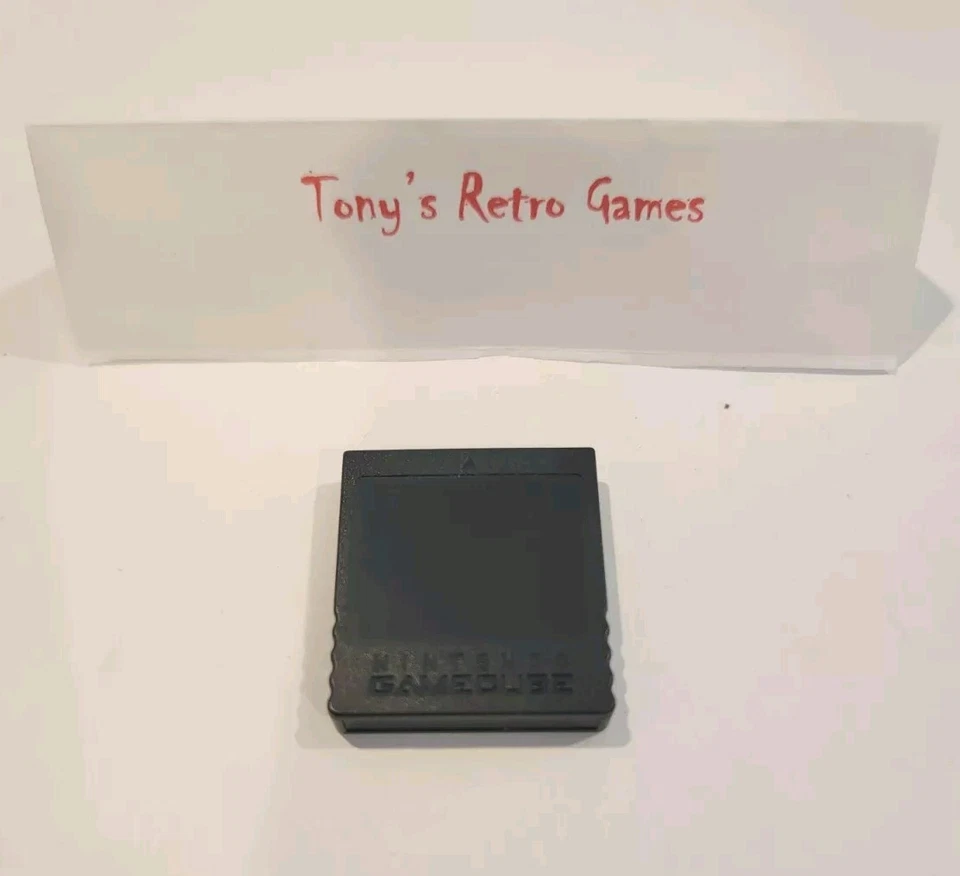 Tony's Retro Games
NINTENDO
GAMECUBE